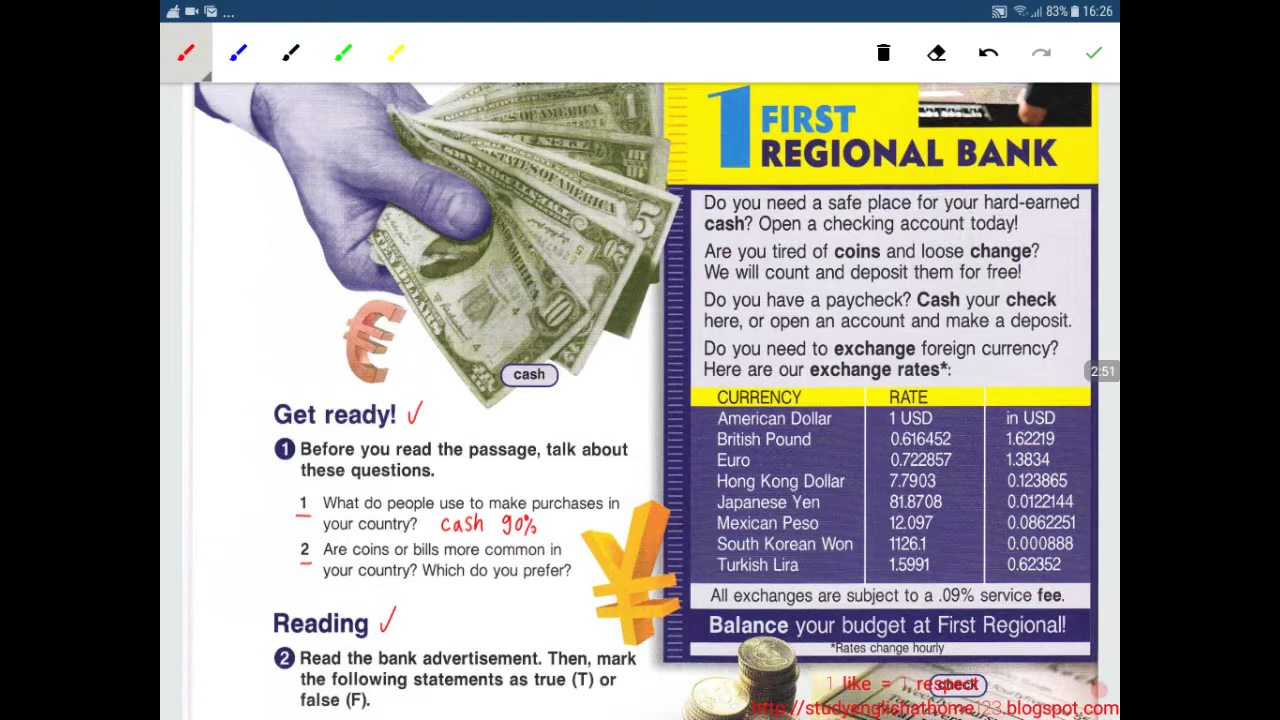 ...
83% 16:26
1 FIRST
REGIONAL BANK
Do you need a safe place for your hard-earned
cash? Open a checking account today!
Are you tired of coins and loose change?
We will count and deposit them for free!
Do you have a paycheck? Cash your check
here, or open an account and make a deposit.
Do you need to exchange foreign currency?
Here are our exchange rates*:
CURRENCY RATE
American Dollar 1 USD in USD
British Pound 0.616452 1.62219
Euro 0.722857 1.3834
Hong Kong Dollar 7.7903 0.123865
Japanese Yen 81.8708 0.0122144
Mexican Peso 12.097 0.0862251
South Korean Won 1126.1 0.000888
Turkish Lira 1.5991 0.62352
All exchanges are subject to a .09% service fee.
Balance your budget at First Regional!
*Rates change hourly
2:51
€
cash
Get ready! ✓
1 Before you read the passage, talk about
these questions.
1 What do people use to make purchases in
your country? cash 90%
2 Are coins or bills more common in
your country? Which do you prefer?
¥
Reading ✓
2 Read the bank advertisement. Then, mark
the following statements as true (T) or
false (F).
check
1 like = 1 respect
http://studyenglishathome123.blogspot.com